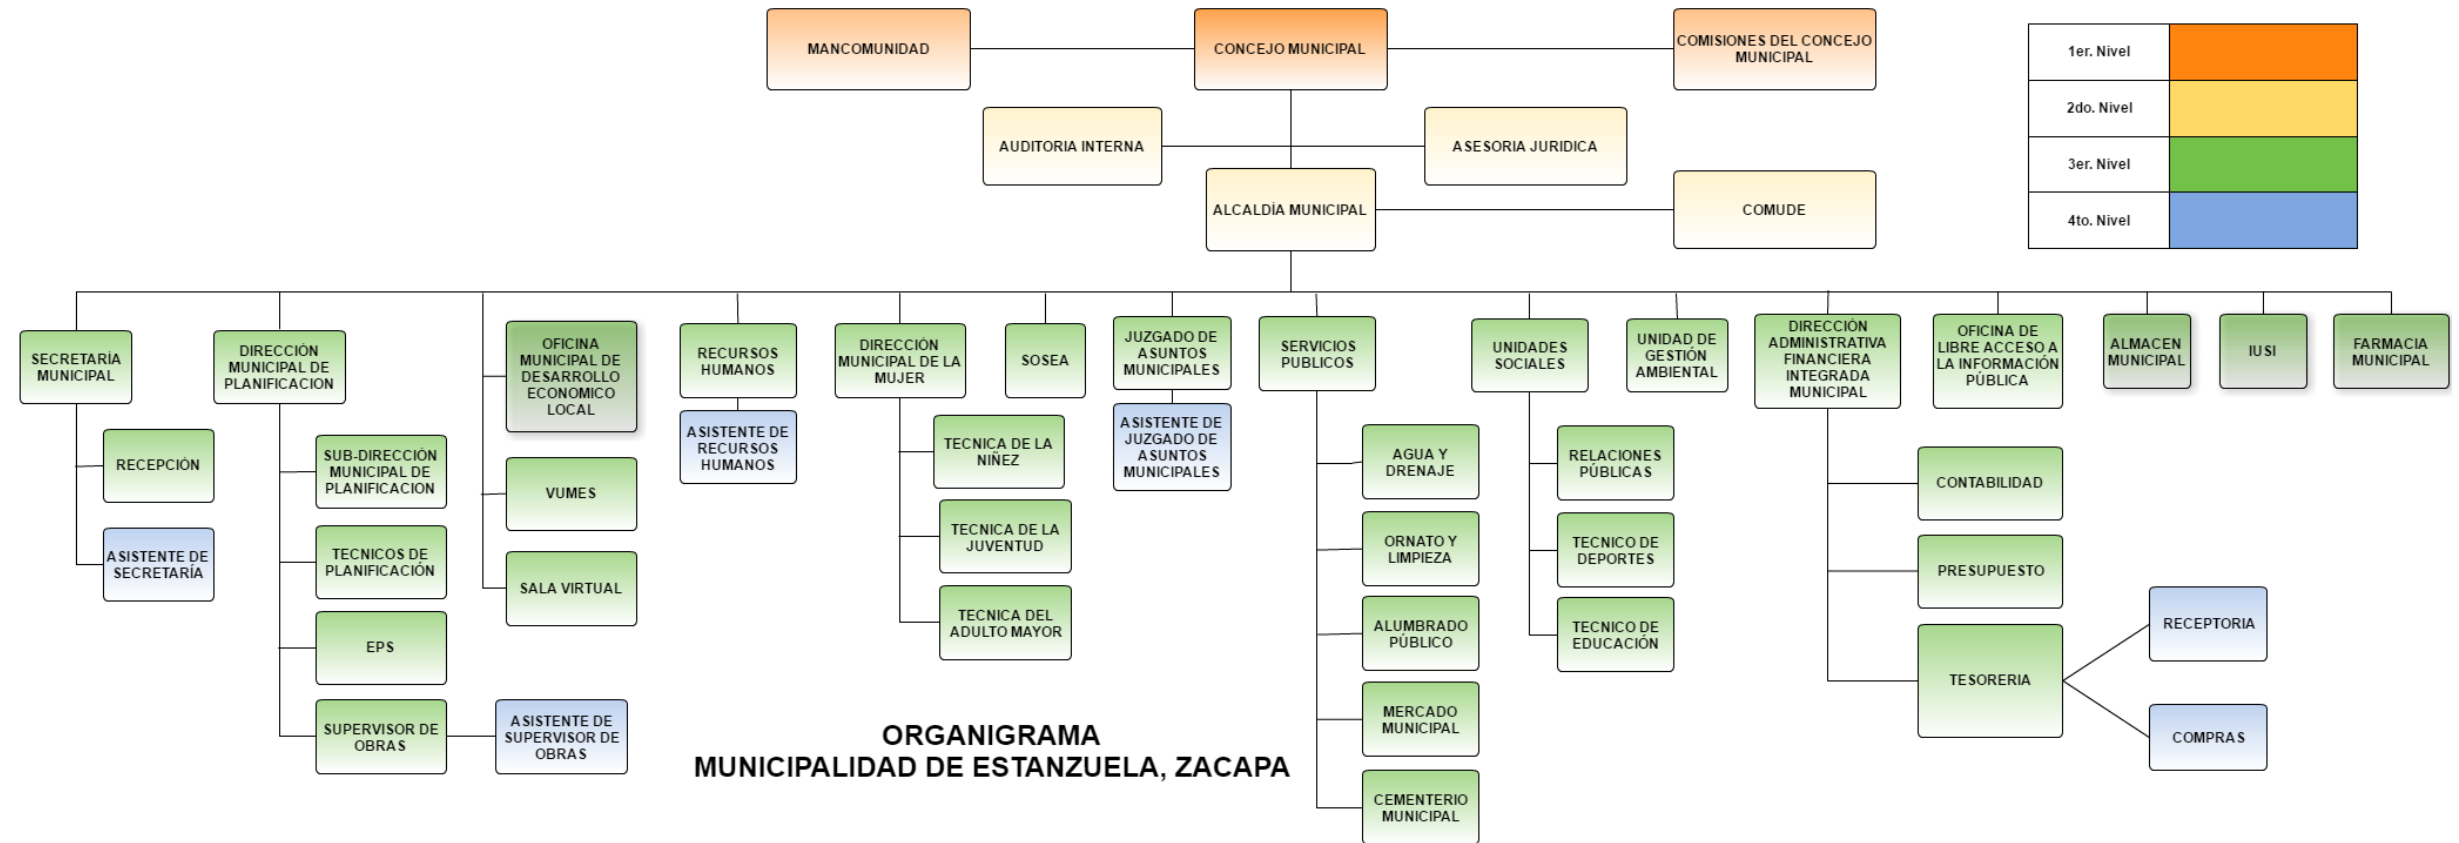 MANCOMUNIDAD
CONCEJO MUNICIPAL
COMISIONES DEL CONCEJO
MUNICIPAL
1er. Nivel
2do. Nivel
3er. Nivel
4to. Nivel
AUDITORIA INTERNA
ASESORIA JURIDICA
ALCALDÍA MUNICIPAL
COMUDE
SECRETARÍA
MUNICIPAL
DIRECCIÓN
MUNICIPAL DE
PLANIFICACION
OFICINA
MUNICIPAL DE
DESARROLLO
ECONOMICO
LOCAL
RECURSOS
HUMANOS
DIRECCIÓN
MUNICIPAL DE LA
MUJER
SOSEA
JUZGADO DE
ASUNTOS
MUNICIPALES
SERVICIOS
PUBLICOS
UNIDADES
SOCIALES
UNIDAD DE
GESTIÓN
AMBIENTAL
DIRECCIÓN
ADMINISTRATIVA
FINANCIERA
INTEGRADA
MUNICIPAL
OFICINA DE
LIBRE ACCESO A
LA INFORMACIÓN
PÚBLICA
ALMACEN
MUNICIPAL
IUSI
FARMACIA
MUNICIPAL
RECEPCIÓN
ASISTENTE DE
SECRETARÍA
SUB-DIRECCIÓN
MUNICIPAL DE
PLANIFICACION
TECNICOS DE
PLANIFICACIÓN
EPS
SUPERVISOR DE
OBRAS
ASISTENTE DE
SUPERVISOR DE
OBRAS
VUMES
SALA VIRTUAL
ASISTENTE DE
RECURSOS
HUMANOS
TECNICA DE LA
NIÑEZ
TECNICA DE LA
JUVENTUD
TECNICA DEL
ADULTO MAYOR
ASISTENTE DE
JUZGADO DE
ASUNTOS
MUNICIPALES
AGUA Y
DRENAJE
ORNATO Y
LIMPIEZA
ALUMBRADO
PÚBLICO
MERCADO
MUNICIPAL
CEMENTERIO
MUNICIPAL
RELACIONES
PÚBLICAS
TECNICO DE
DEPORTES
TECNICO DE
EDUCACIÓN
CONTABILIDAD
PRESUPUESTO
TESORERIA
RECEPTORIA
COMPRAS
ORGANIGRAMA
MUNICIPALIDAD DE ESTANZUELA, ZACAPA